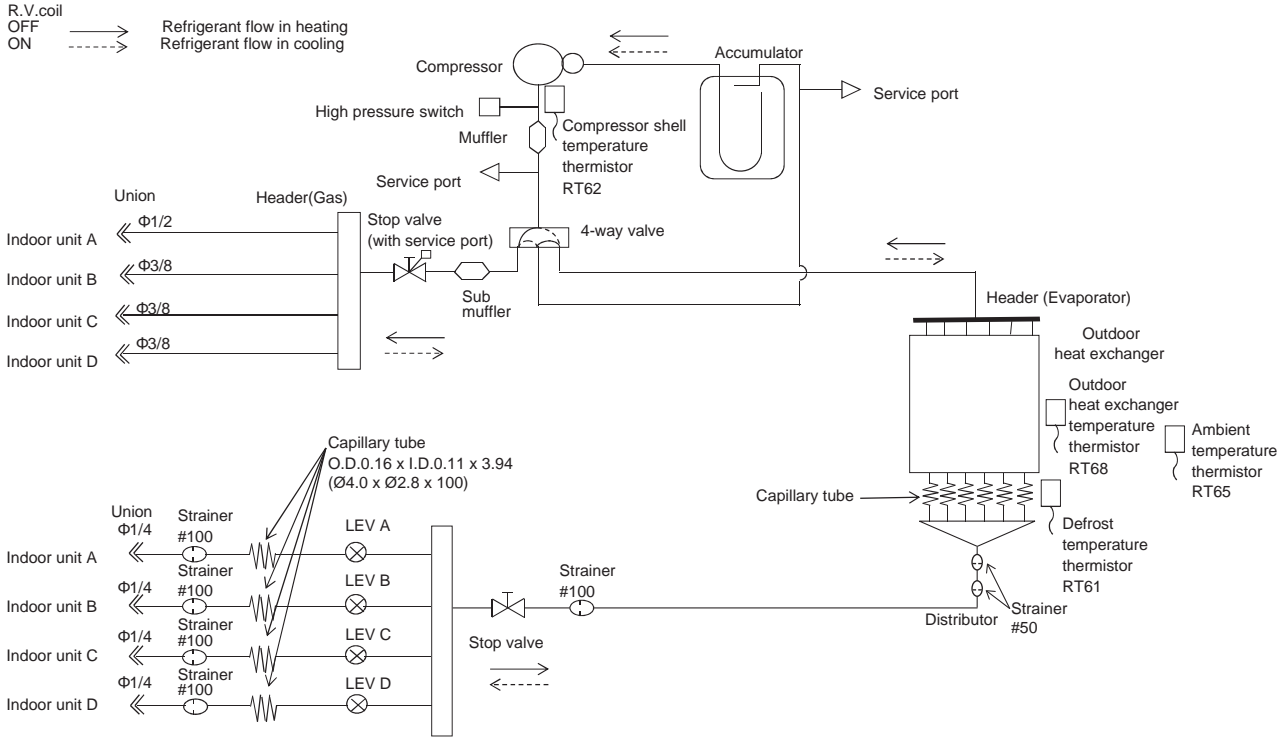 R.V.coil
OFF Refrigerant flow in heating
ON Refrigerant flow in cooling
Compressor
Accumulator
Service port
High pressure switch
Muffler
Compressor shell
temperature
thermistor
RT62
Service port
4-way valve
Union
Header(Gas)
Stop valve
(with service port)
Sub
muffler
Indoor unit A
Φ1/2
Indoor unit B
Φ3/8
Indoor unit C
Φ3/8
Indoor unit D
Φ3/8
Header (Evaporator)
Outdoor
heat exchanger
Outdoor
heat exchanger
temperature
thermistor
RT68
Ambient
temperature
thermistor
RT65
Capillary tube
Defrost
temperature
thermistor
RT61
Distributor
Strainer
#50
Capillary tube
O.D.0.16 x I.D.0.11 x 3.94
(Ø4.0 x Ø2.8 x 100)
Union
Indoor unit A
Φ1/4
Strainer
#100
LEV A
Indoor unit B
Φ1/4
Strainer
#100
LEV B
Indoor unit C
Φ1/4
Strainer
#100
LEV C
Indoor unit D
Φ1/4
Strainer
#100
LEV D
Stop valve
Strainer
#100